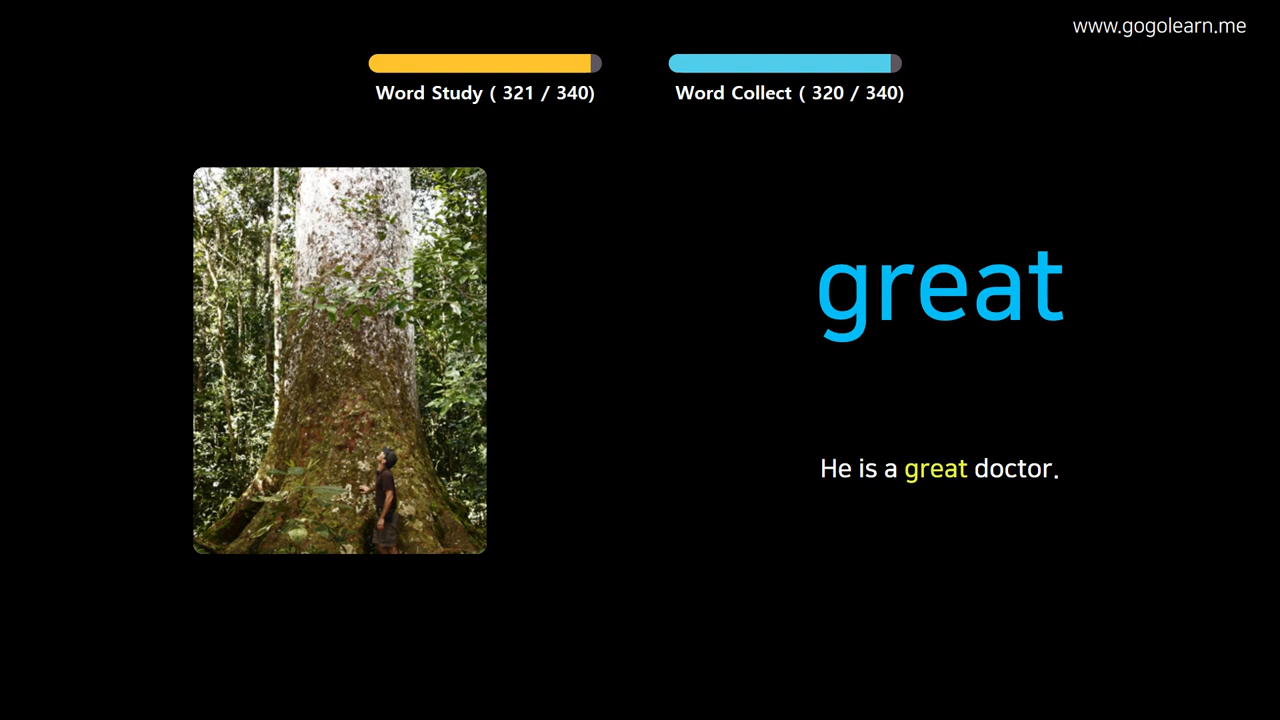 www.gogolearn.me
Word Study ( 321 / 340)
Word Collect ( 320 / 340)
great
He is a great doctor.